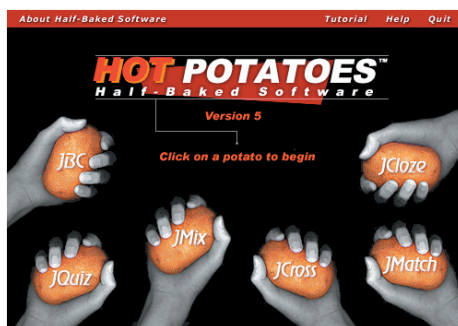 About Half-Baked Software Tutorial Help Quit
HOT POTATOES™
Half-Baked Software
Version 5
Click on a potato to begin
JBC
JCloze
JQuiz
JMix
JCross
JMatch